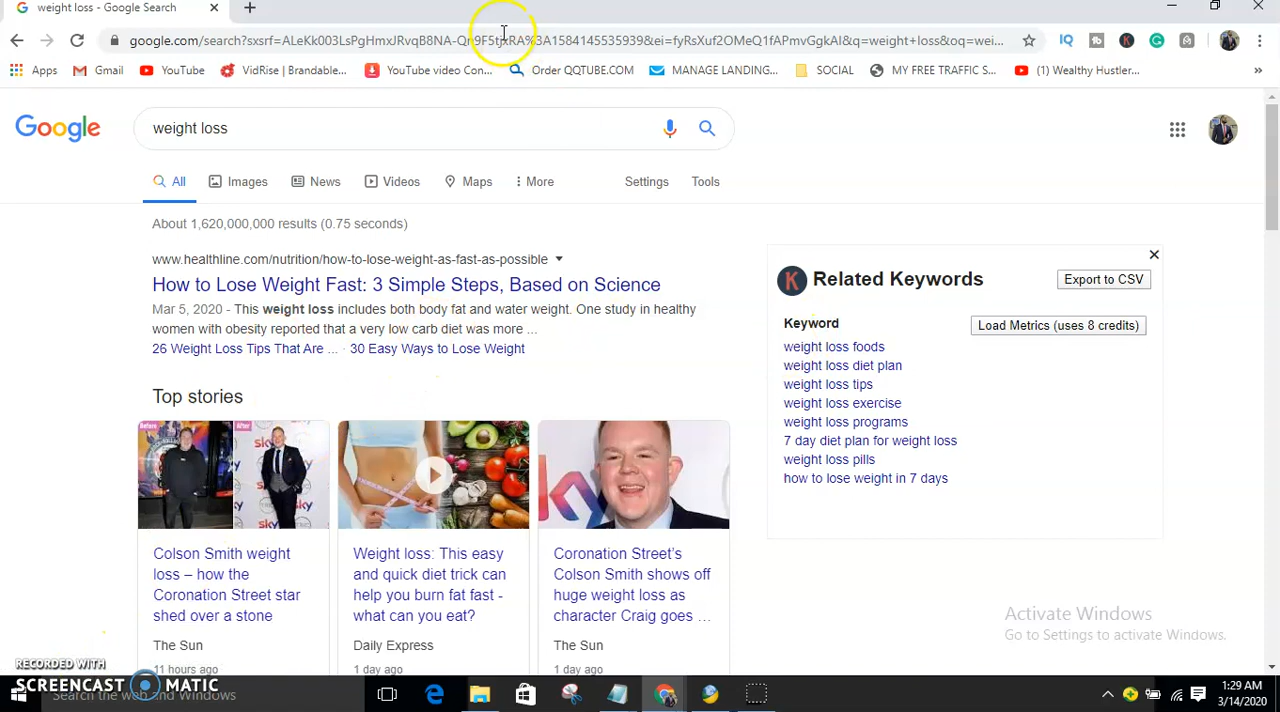 weight loss - Google Search
google.com/search?sxsrf=ALeKk003LsPgHmxJRvqB8NA-Qn9F5tjxRA%3A1584145535939&ei=fyRsXuf2OMeQ1fAPmvGgkAI&q=weight+loss&oq=wei...
Apps Gmail YouTube VidRise | Brandable... YouTube video Con... Order QQTUBE.COM MANAGE LANDING... SOCIAL MY FREE TRAFFIC S... (1) Wealthy Hustler...
Google
weight loss
All Images News Videos Maps More Settings Tools
About 1,620,000,000 results (0.75 seconds)
www.healthline.com/nutrition/how-to-lose-weight-as-fast-as-possible
How to Lose Weight Fast: 3 Simple Steps, Based on Science
Mar 5, 2020 - This weight loss includes both body fat and water weight. One study in healthy
women with obesity reported that a very low carb diet was more ...
26 Weight Loss Tips That Are ... · 30 Easy Ways to Lose Weight
Top stories
Before After
sky
Colson Smith weight
loss – how the
Coronation Street star
shed over a stone
The Sun
11 hours ago
Weight loss: This easy
and quick diet trick can
help you burn fat fast -
what can you eat?
Daily Express
1 day ago
Coronation Street's
Colson Smith shows off
huge weight loss as
character Craig goes ...
The Sun
1 day ago
K Related Keywords Export to CSV
Keyword Load Metrics (uses 8 credits)
weight loss foods
weight loss diet plan
weight loss tips
weight loss exercise
weight loss programs
7 day diet plan for weight loss
weight loss pills
how to lose weight in 7 days
Activate Windows
Go to Settings to activate Windows.
RECORDED WITH
SCREENCAST MATIC
Search the web and Windows
1:29 AM
3/14/2020